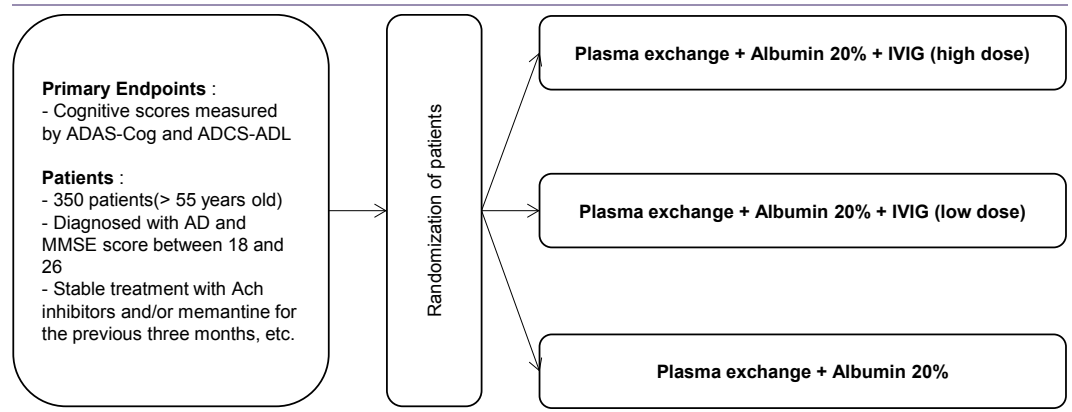 Primary Endpoints :
- Cognitive scores measured
by ADAS-Cog and ADCS-ADL
Patients :
- 350 patients(> 55 years old)
- Diagnosed with AD and
MMSE score between 18 and
26
- Stable treatment with Ach
inhibitors and/or memantine for
the previous three months, etc.
Randomization of patients
Plasma exchange + Albumin 20% + IVIG (high dose)
Plasma exchange + Albumin 20% + IVIG (low dose)
Plasma exchange + Albumin 20%